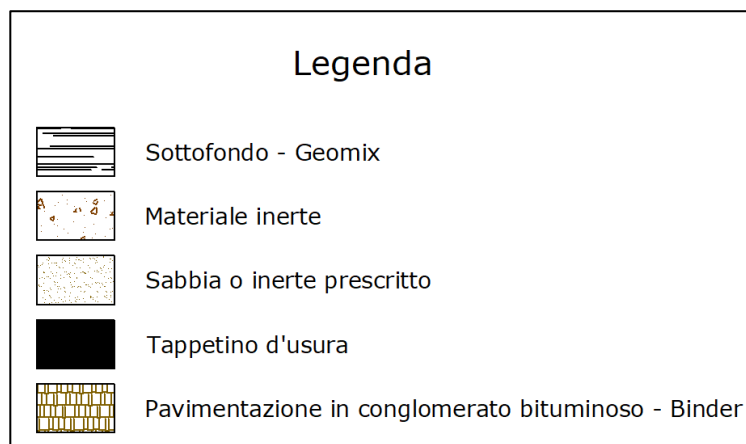 Legenda
Sottofondo - Geomix
Materiale inerte
Sabbia o inerte prescritto
Tappetino d'usura
Pavimentazione in conglomerato bituminoso - Binder